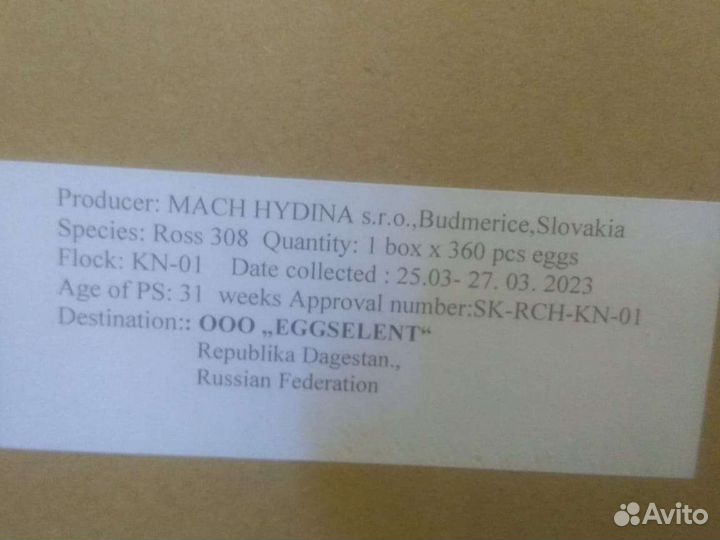 Producer: MACH HYDINA s.r.o.,Budmerice,Slovakia
Species: Ross 308 Quantity: 1 box x 360 pcs eggs
Flock: KN-01 Date collected : 25.03- 27. 03. 2023
Age of PS: 31 weeks Approval number:SK-RCH-KN-01
Destination:: OOO „EGGSELENT“
Republika Dagestan.,
Russian Federation
Avito